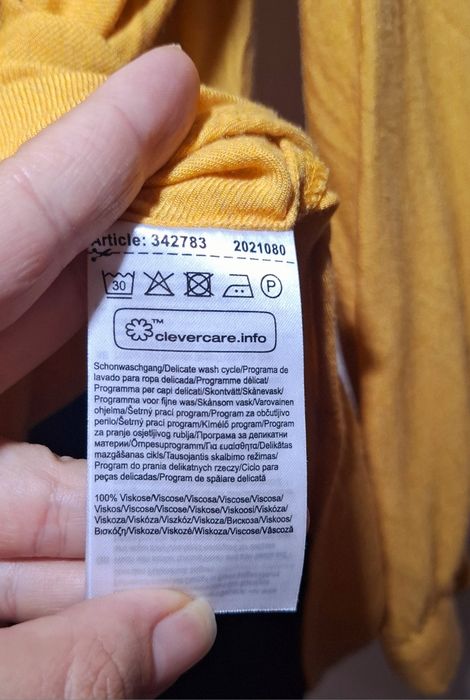 Article: 342783 2021080
30 P
™ clevercare.info
Schonwaschgang/Delicate wash cycle/Programa de
lavado para ropa delicada/Programme délicat/
Programma per capi delicati/Skontvätt/Skånevask/
Programma voor fijne was/Skånsom vask/Varovainen
ohjelma/Šetrný prací program/Program za občutljivo
perilo/Šetrný prací program/Kímélő program/Program
za pranje osjetljivog rublja/Програма за деликатни
материи/Õrnpesuprogramm/Για ευαίσθητα/Delikātas
mazgāšanas cikls/Tausojantis skalbimo režimas/
Program do prania delikatnych rzeczy/Ciclo para
peças delicadas/Program de spălare delicată
100% Viskose/Viscose/Viscosa/Viscose/Viscosa/
Viskos/Viscose/Viscose/Viskose/Viskoosi/Viskóza/
Viskoza/Viskóza/Viszkóz/Viskoza/Вискоза/Viskoos/
Βισκόζη/Viskoze/Viskozė/Wiskoza/Viscose/Vâscoză